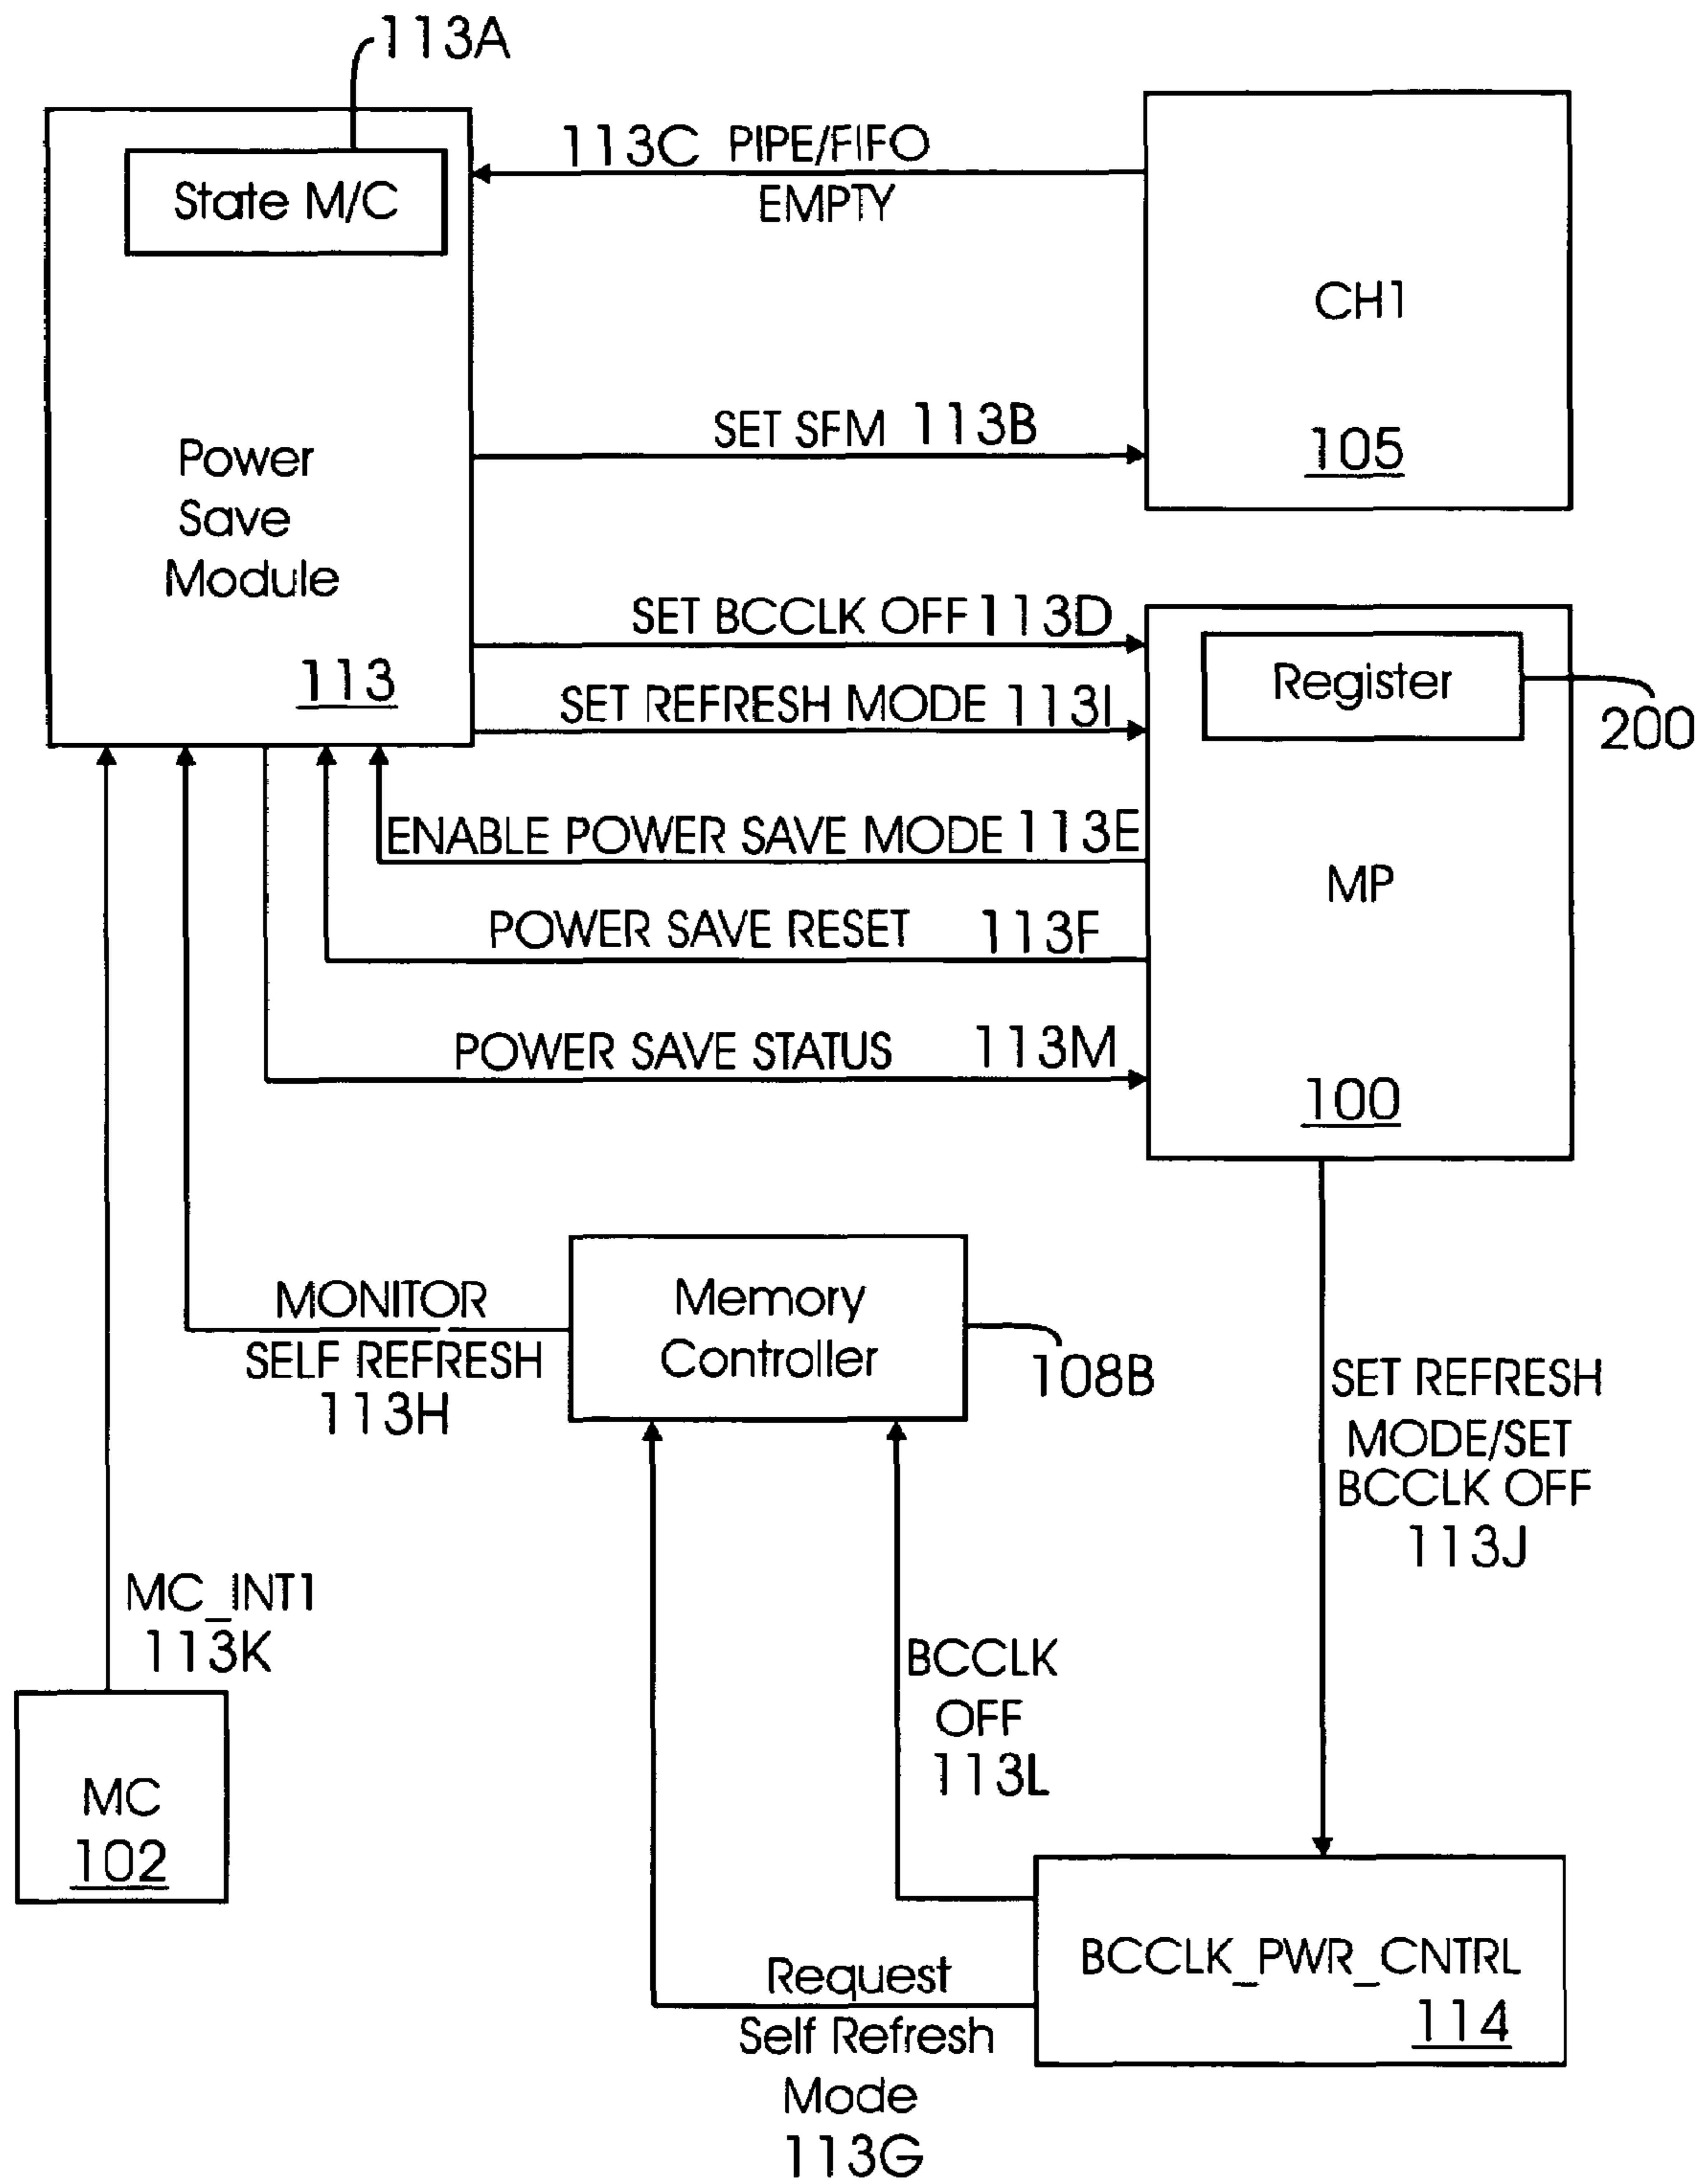 113A
State M/C
Power
Save
Module
113
113C PIPE/FIFO
EMPTY
SET SFM 113B
CH1
105
SET BCCLK OFF 113D
SET REFRESH MODE 113I
ENABLE POWER SAVE MODE 113E
POWER SAVE RESET 113F
POWER SAVE STATUS 113M
Register
200
MP
100
MONITOR
SELF REFRESH
113H
Memory
Controller
108B
SET REFRESH
MODE/SET
BCCLK OFF
113J
MC_INT1
113K
MC
102
BCCLK
OFF
113L
Request
Self Refresh
Mode
113G
BCCLK_PWR_CNTRL
114